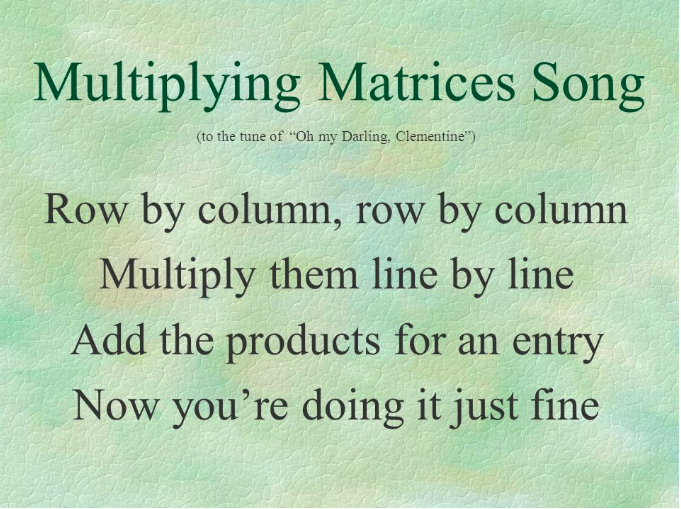 Multiplying Matrices Song
(to the tune of “Oh my Darling, Clementine”)
Row by column, row by column
Multiply them line by line
Add the products for an entry
Now you’re doing it just fine